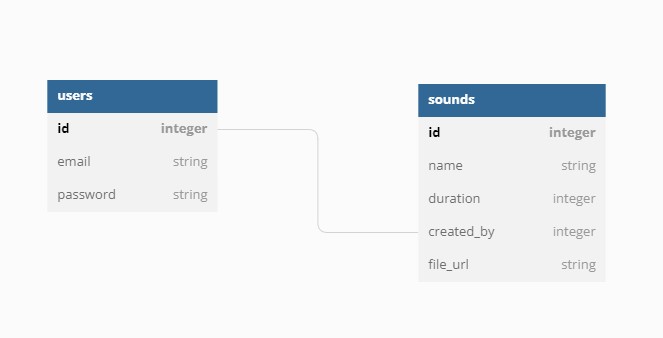 users
id integer
email string
password string
sounds
id integer
name string
duration integer
created_by integer
file_url string